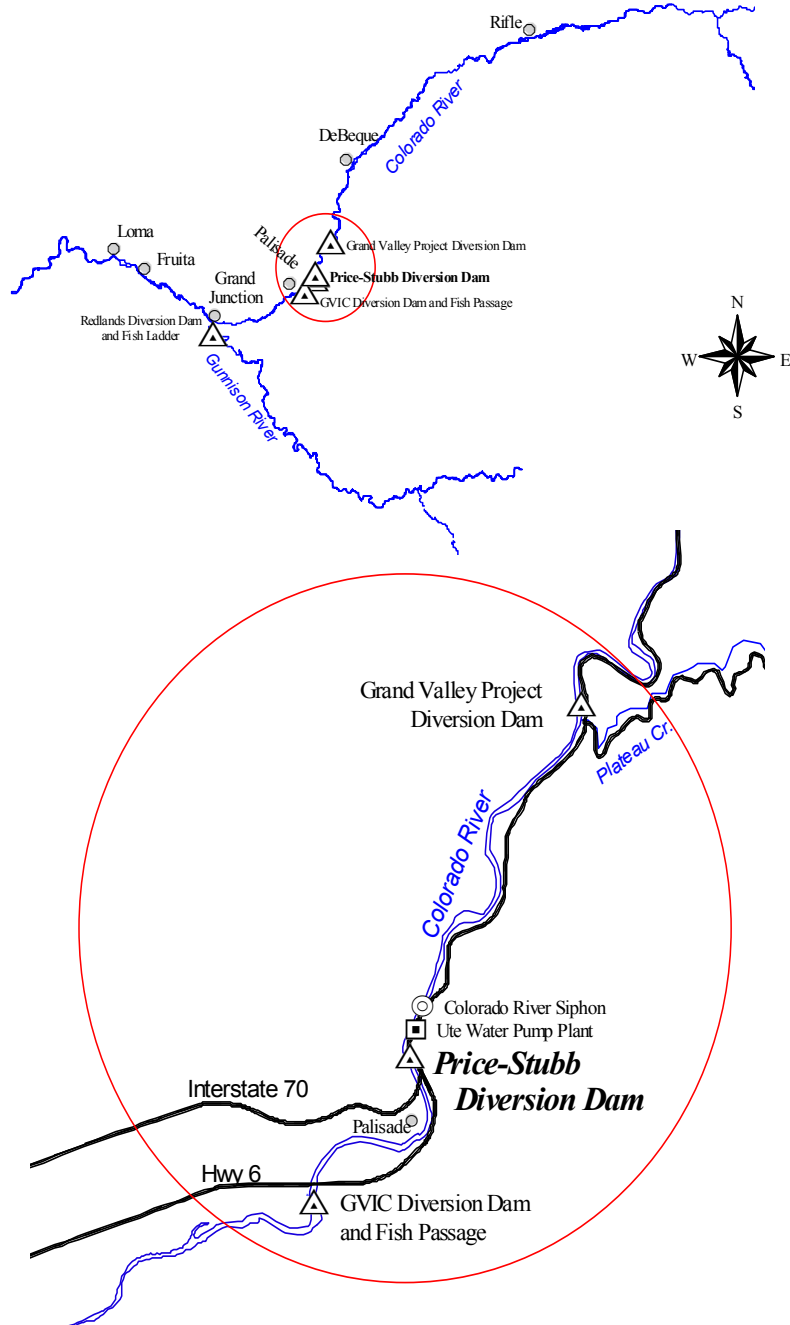 Rifle
Colorado River
DeBeque
Loma
Fruita
Palisade
Grand Valley Project Diversion Dam
Grand
Junction
Price-Stubb Diversion Dam
GVIC Diversion Dam and Fish Passage
Redlands Diversion Dam
and Fish Ladder
Gunnison River
N
W
E
S
Grand Valley Project
Diversion Dam
Plateau Cr.
Colorado River
Colorado River Siphon
Ute Water Pump Plant
Price-Stubb
Diversion Dam
Interstate 70
Palisade
Hwy 6
GVIC Diversion Dam
and Fish Passage